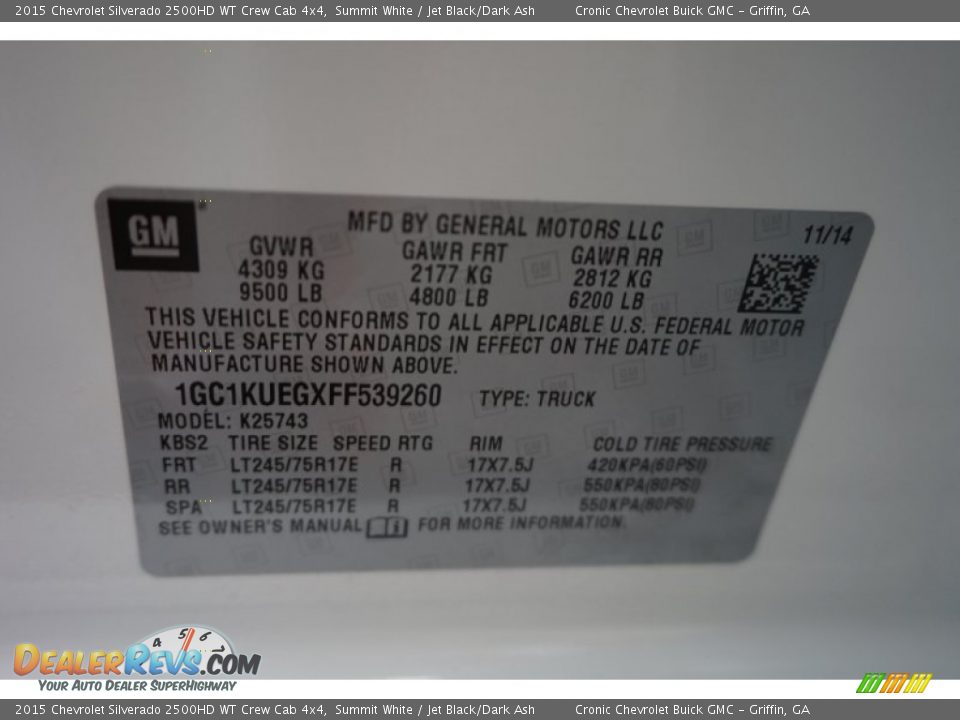 2015 Chevrolet Silverado 2500HD WT Crew Cab 4x4, Summit White / Jet Black/Dark Ash Cronic Chevrolet Buick GMC - Griffin, GA
GM
MFD BY GENERAL MOTORS LLC 11/14
GVWR GAWR FRT GAWR RR
4309 KG 2177 KG 2812 KG
9500 LB 4800 LB 6200 LB
THIS VEHICLE CONFORMS TO ALL APPLICABLE U.S. FEDERAL MOTOR
VEHICLE SAFETY STANDARDS IN EFFECT ON THE DATE OF
MANUFACTURE SHOWN ABOVE.
1GC1KUEGXFF539260 TYPE: TRUCK
MODEL: K25743
KBS2 TIRE SIZE SPEED RTG RIM COLD TIRE PRESSURE
FRT LT245/75R17E R 17X7.5J 420KPA(60PSI)
RR LT245/75R17E R 17X7.5J 550KPA(80PSI)
SPA LT245/75R17E R 17X7.5J 550KPA(80PSI)
SEE OWNER'S MANUAL i FOR MORE INFORMATION.
4 5 6 7
DEALERREVS.COM
YOUR AUTO DEALER SUPERHIGHWAY
2015 Chevrolet Silverado 2500HD WT Crew Cab 4x4, Summit White / Jet Black/Dark Ash Cronic Chevrolet Buick GMC - Griffin, GA